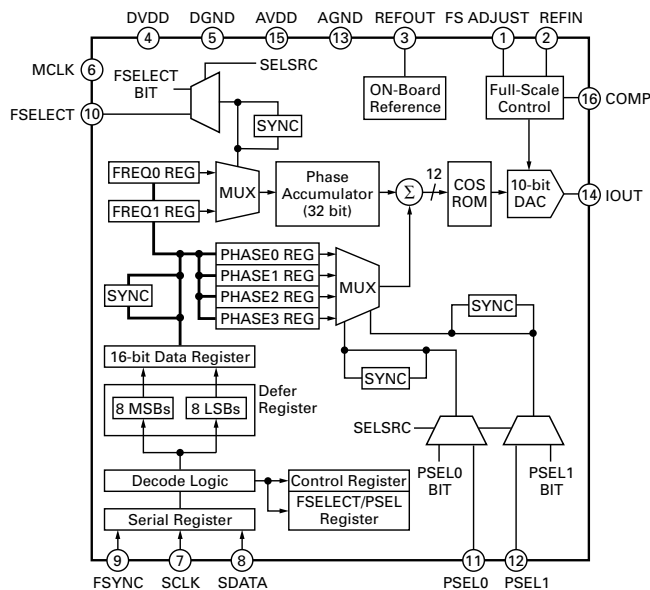 DVDD DGND AVDD AGND REFOUT FS ADJUST REFIN
4 5 15 13 3 1 2
MCLK 6
FSELECT BIT
SELSRC
FSELECT 10
SYNC
ON-Board
Reference
Full-Scale
Control
16 COMP
FREQ0 REG
FREQ1 REG
MUX
Phase
Accumulator
(32 bit)
Σ
12
COS
ROM
10-bit
DAC
14 IOUT
PHASE0 REG
PHASE1 REG
PHASE2 REG
PHASE3 REG
MUX
SYNC
SYNC
SYNC
16-bit Data Register
8 MSBs 8 LSBs
Defer
Register
SELSRC
PSEL0
BIT
PSEL1
BIT
Decode Logic
Control Register
FSELECT/PSEL
Register
Serial Register
9 7 8 11 12
FSYNC SCLK SDATA PSEL0 PSEL1